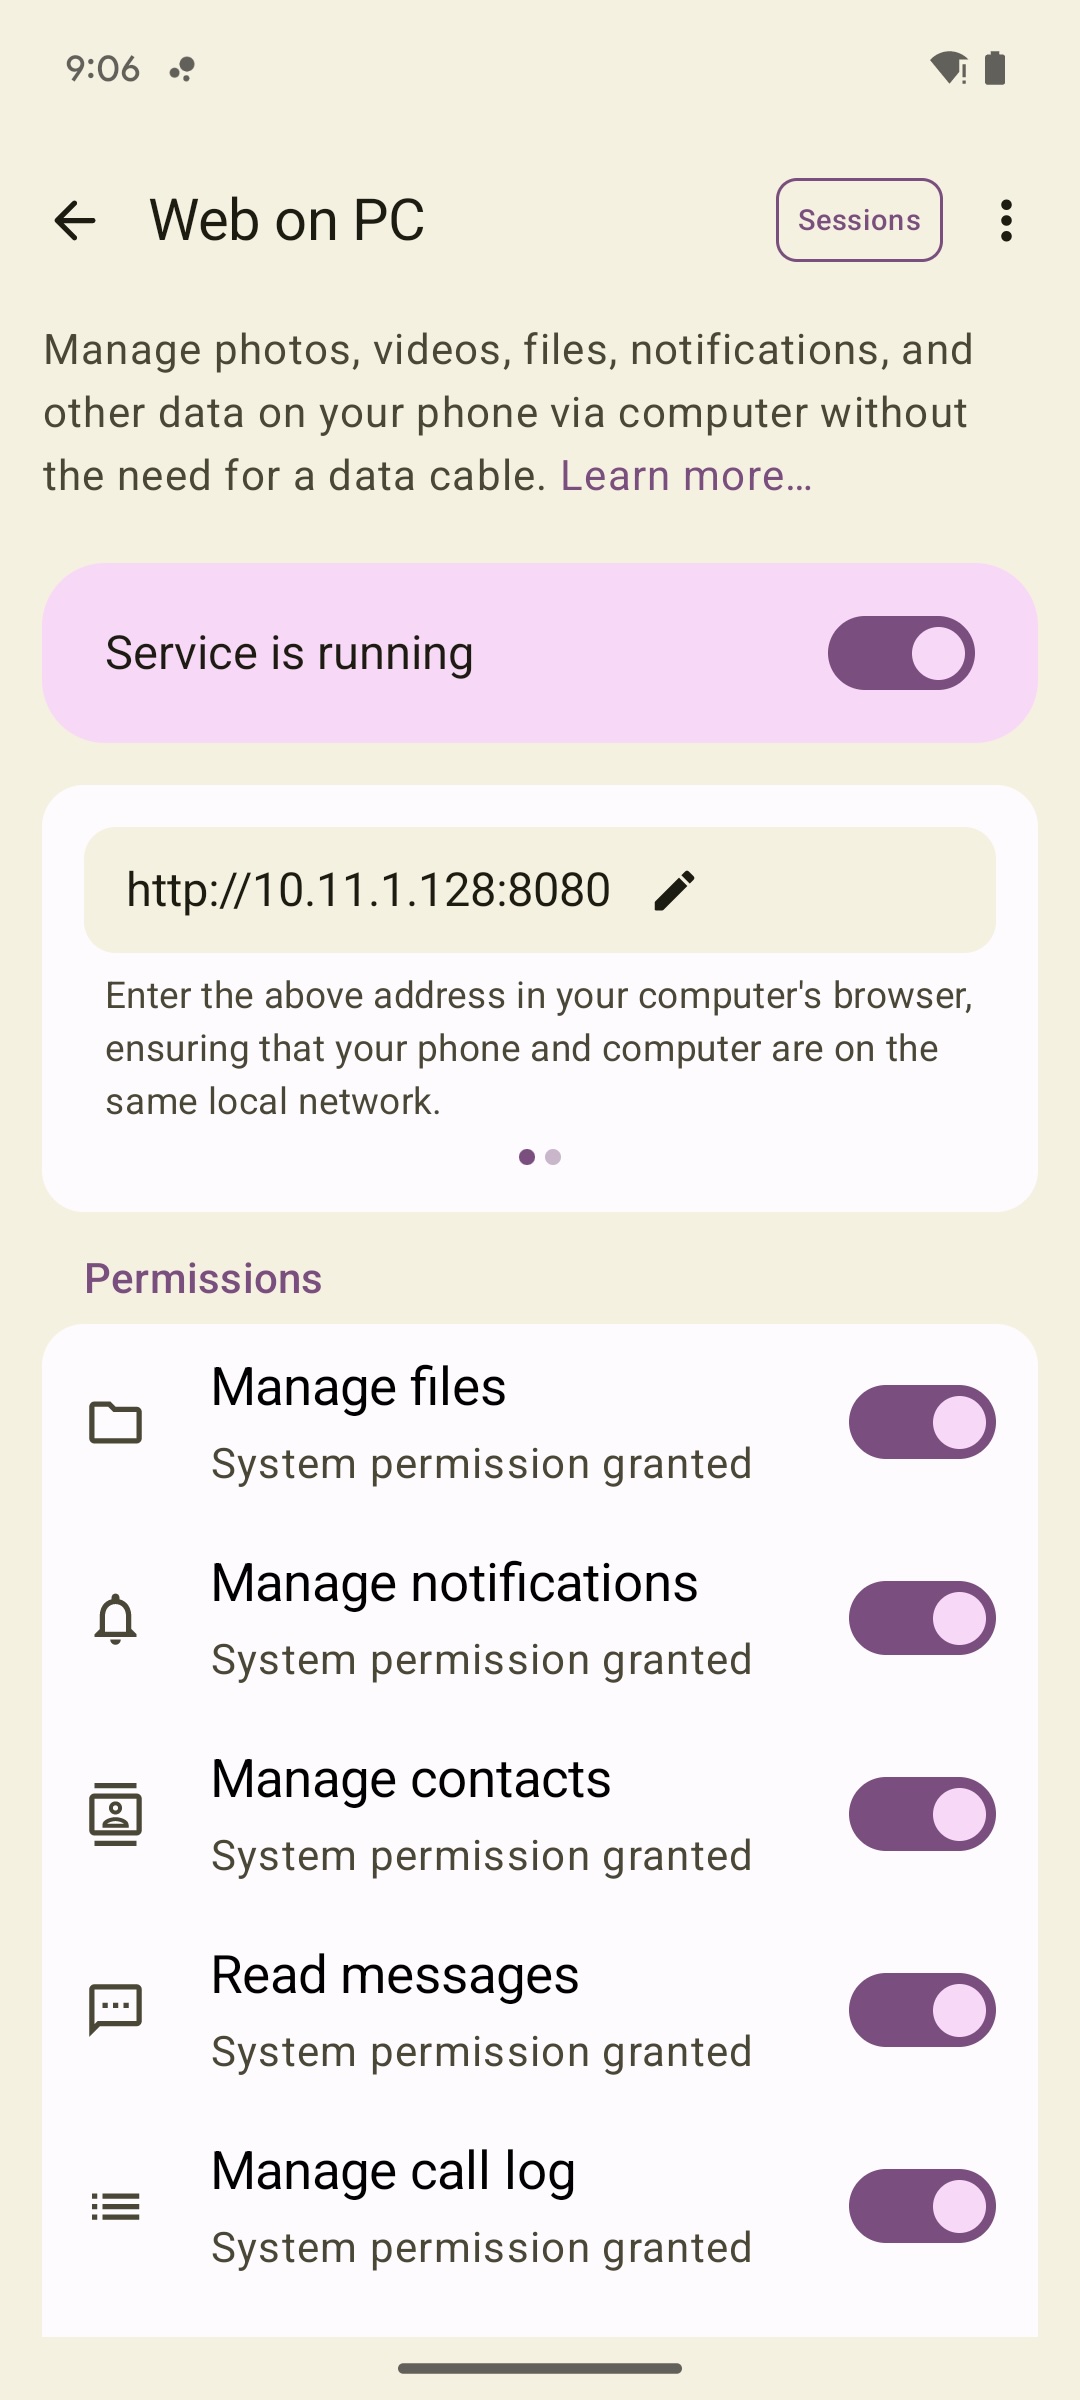 9:06
Web on PC
Sessions
Manage photos, videos, files, notifications, and
other data on your phone via computer without
the need for a data cable. Learn more…
Service is running
http://10.11.1.128:8080
Enter the above address in your computer's browser,
ensuring that your phone and computer are on the
same local network.
Permissions
Manage files
System permission granted
Manage notifications
System permission granted
Manage contacts
System permission granted
Read messages
System permission granted
Manage call log
System permission granted